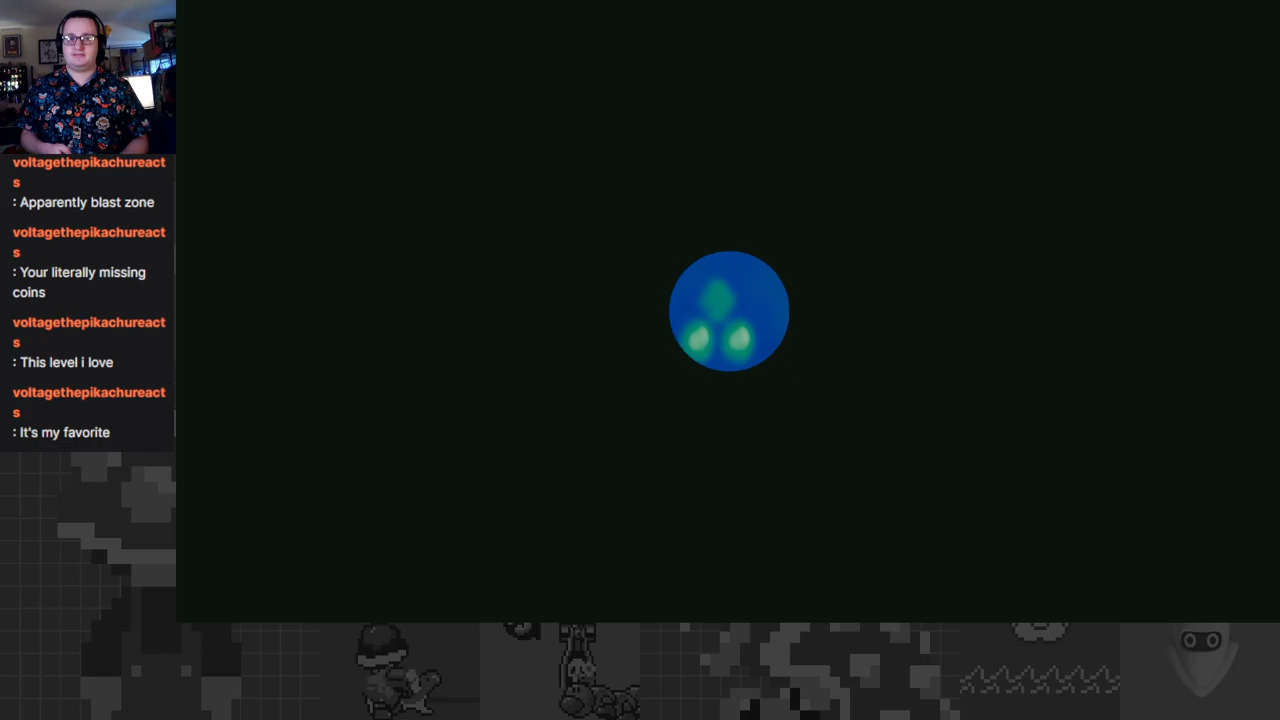 voltagethepikachureact
s
: Apparently blast zone
voltagethepikachureact
s
: Your literally missing
coins
voltagethepikachureact
s
: This level i love
voltagethepikachureact
s
: It's my favorite